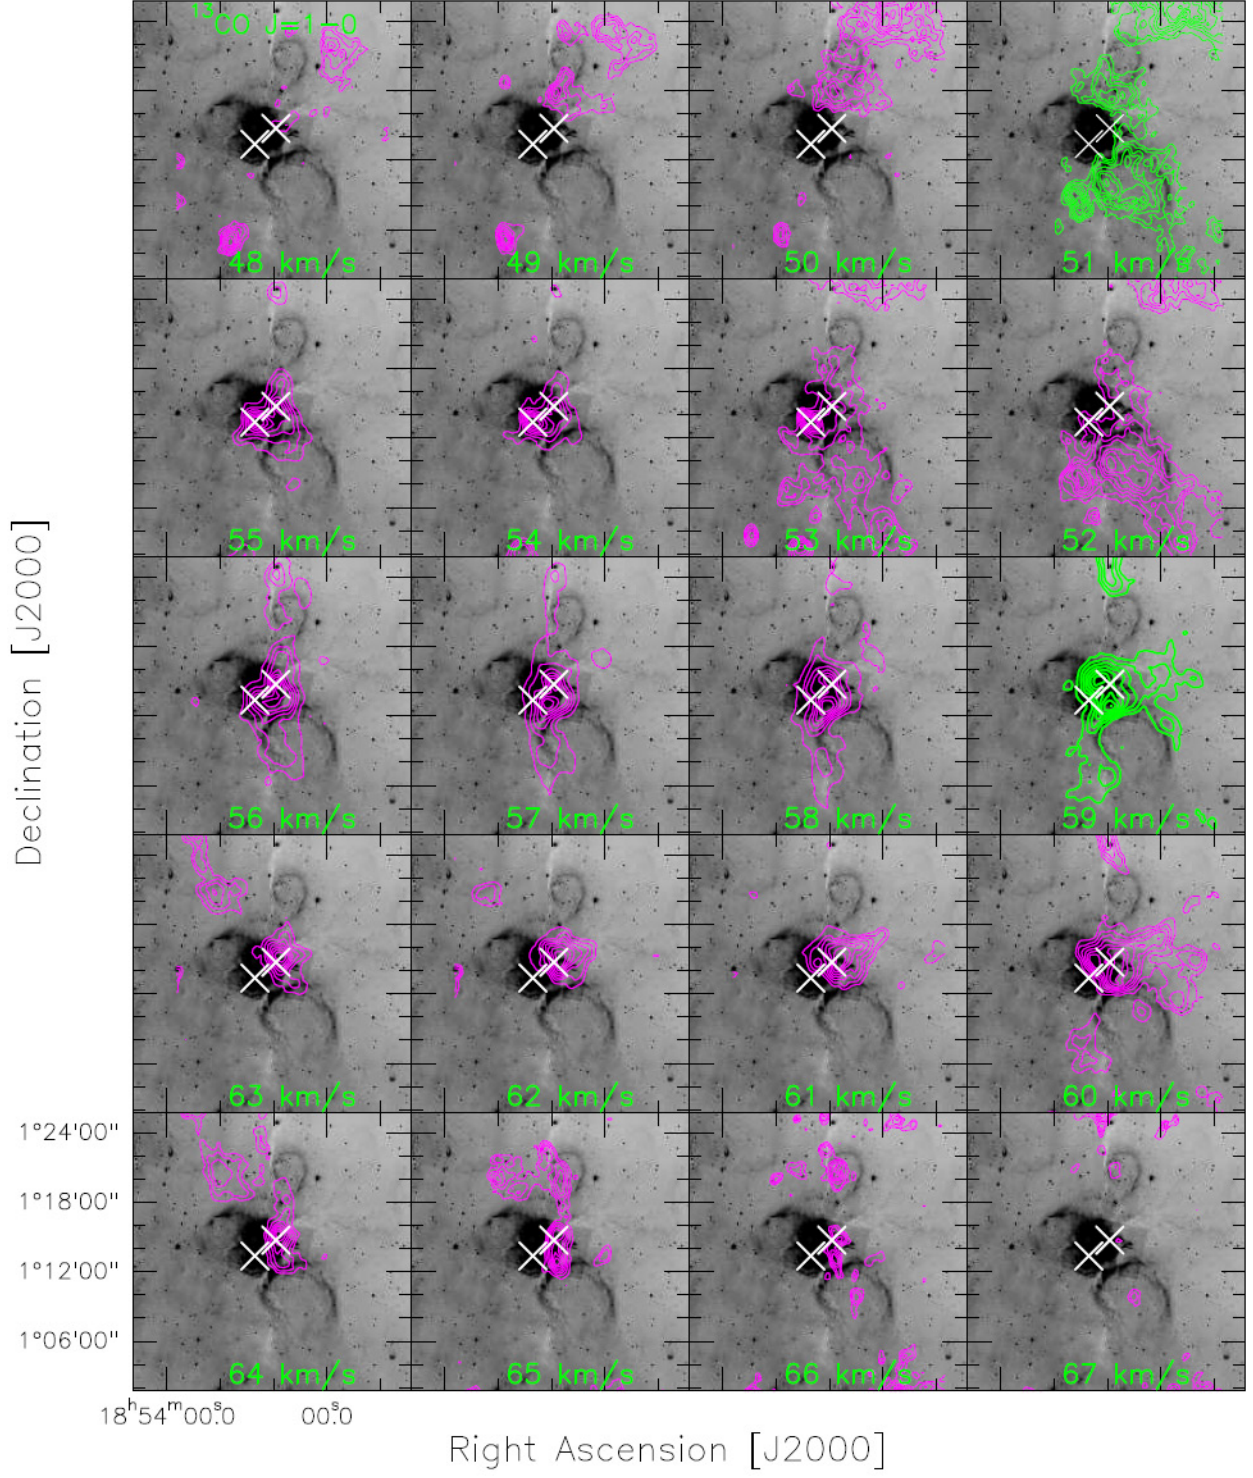 ¹³CO J=1−0
48 km/s
49 km/s
50 km/s
51 km/s
55 km/s
54 km/s
53 km/s
52 km/s
56 km/s
57 km/s
58 km/s
59 km/s
63 km/s
62 km/s
61 km/s
60 km/s
64 km/s
65 km/s
66 km/s
67 km/s
Declination [J2000]
1°24'00"
1°18'00"
1°12'00"
1°06'00"
18ʰ54ᵐ00ˢ.0
00ˢ.0
Right Ascension [J2000]